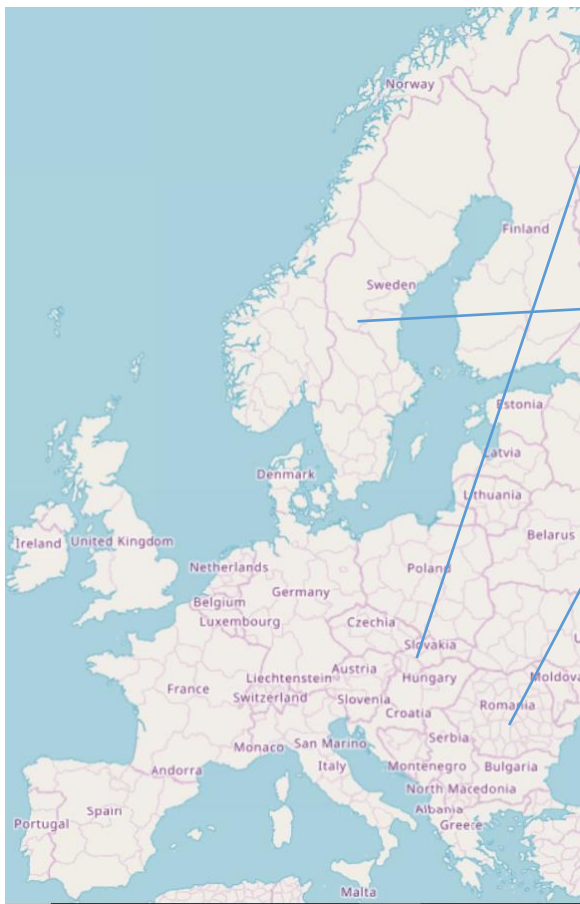 Norway
Finland
Sweden
Estonia
Latvia
Denmark
Lithuania
Belarus
Ireland
United Kingdom
Netherlands
Poland
Germany
Belgium
Luxembourg
Czechia
Slovakia
Austria
Liechtenstein
Hungary
Moldova
France
Switzerland
Slovenia
Romania
Croatia
Serbia
Monaco
San Marino
Italy
Montenegro
Bulgaria
Andorra
North Macedonia
Spain
Albania
Portugal
Greece
Malta